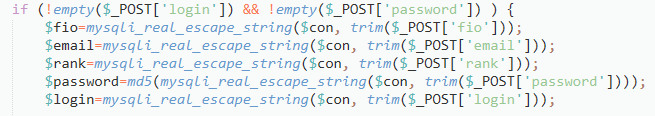 if (!empty($_POST['login']) && !empty($_POST['password']) ) {
$fio=mysqli_real_escape_string($con, trim($_POST['fio']));
$email=mysqli_real_escape_string($con, trim($_POST['email']));
$rank=mysqli_real_escape_string($con, trim($_POST['rank']));
$password=md5(mysqli_real_escape_string($con, trim($_POST['password'])));
$login=mysqli_real_escape_string($con, trim($_POST['login']));